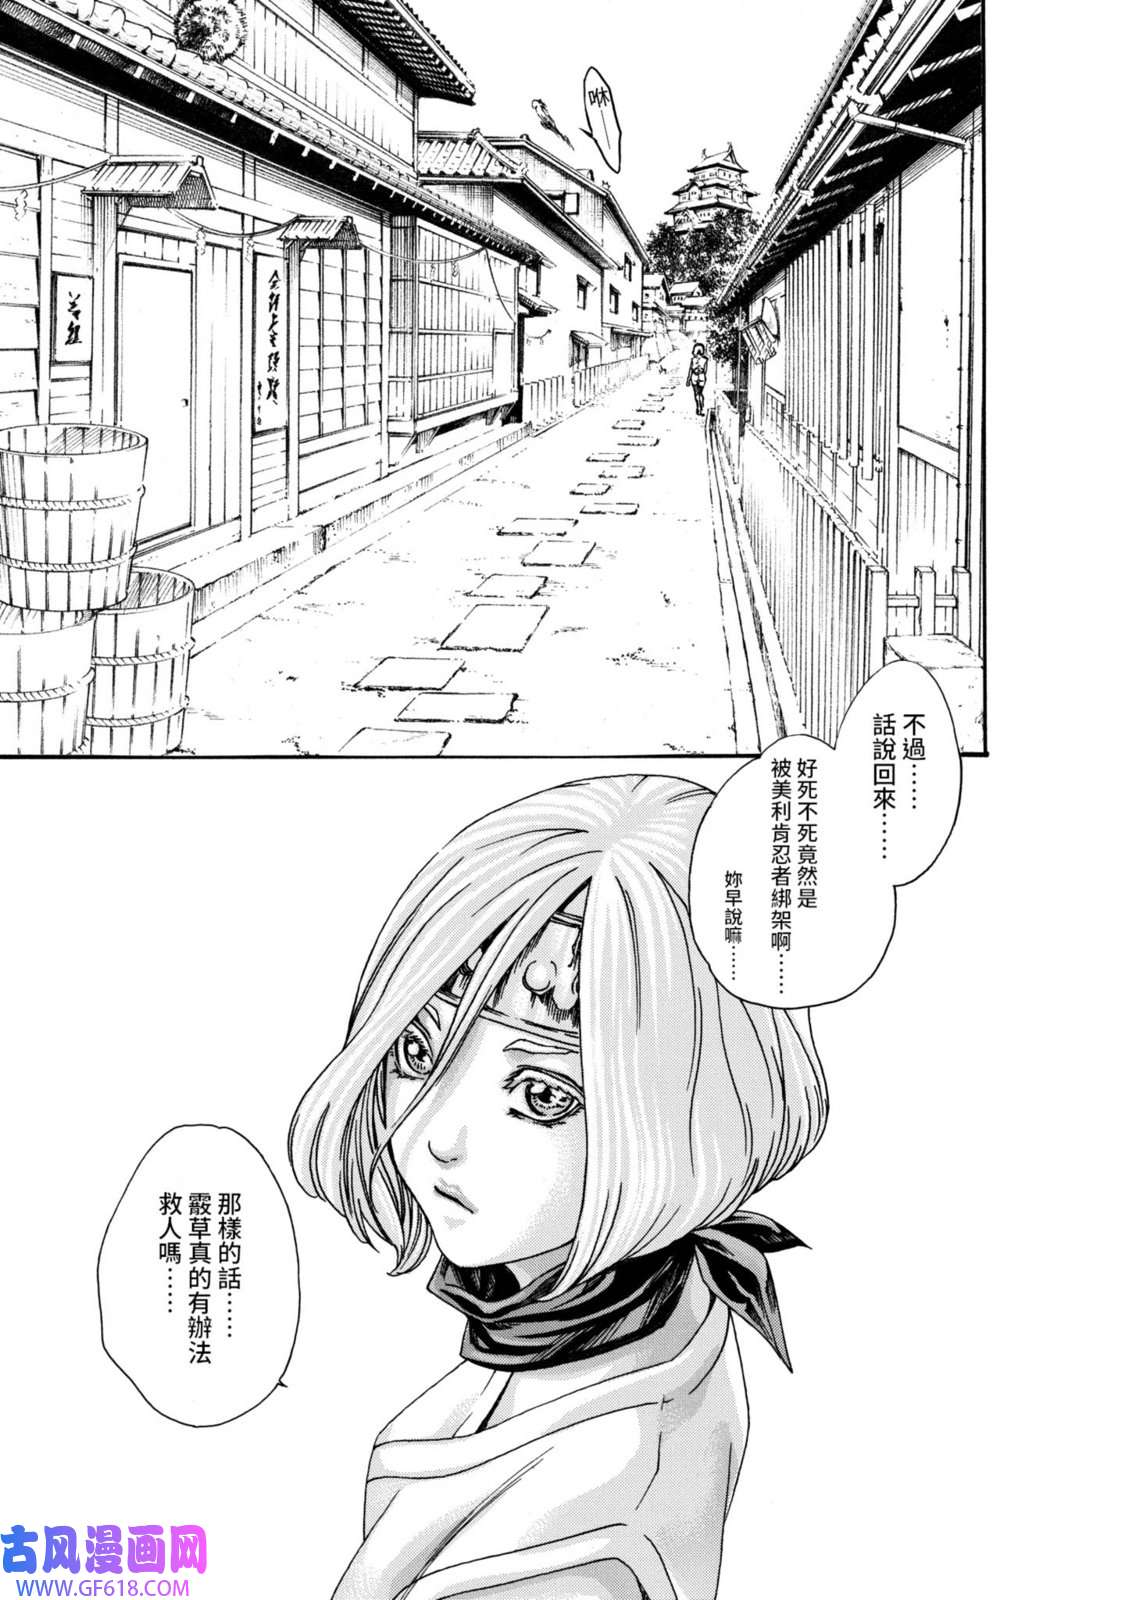 咻
不過……
話說回來……
好死不死竟然是
被美利肯忍者綁架啊……
妳早說嘛……
那樣的話……
霰草真的有辦法
救人嗎……
古风漫画网
WWW.GF618.COM